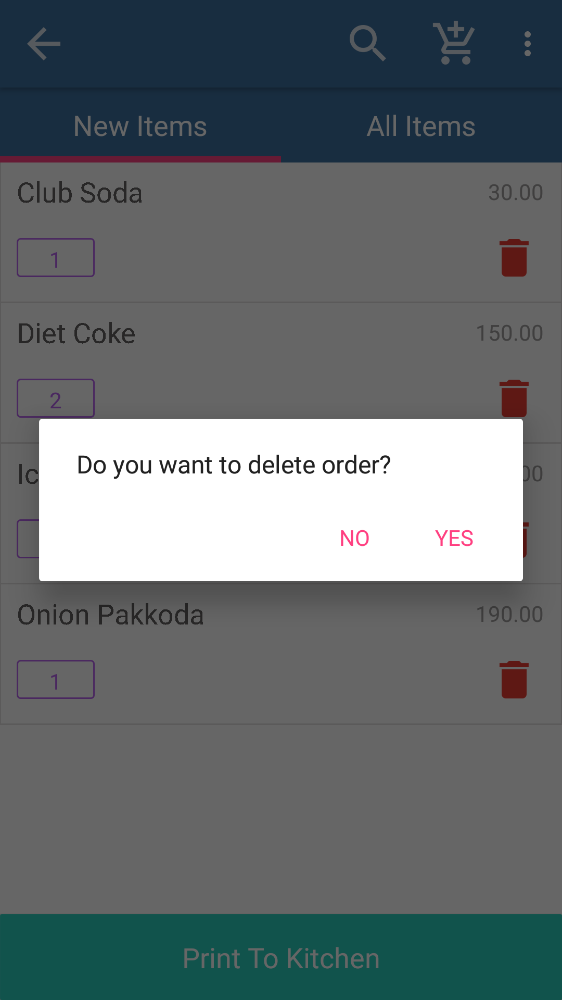 New Items All Items
Club Soda 30.00
1
Diet Coke 150.00
2
Do you want to delete order?
NO YES
Onion Pakkoda 190.00
1
Print To Kitchen